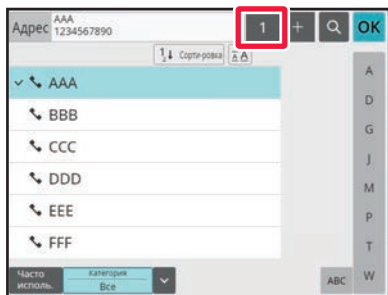 Адрес AAA
1234567890
1 + OK
Сорти-ровка
AAA
BBB
CCC
DDD
EEE
FFF
A
D
G
J
M
P
T
W
Часто
исполь.
Категория
Все
ABC